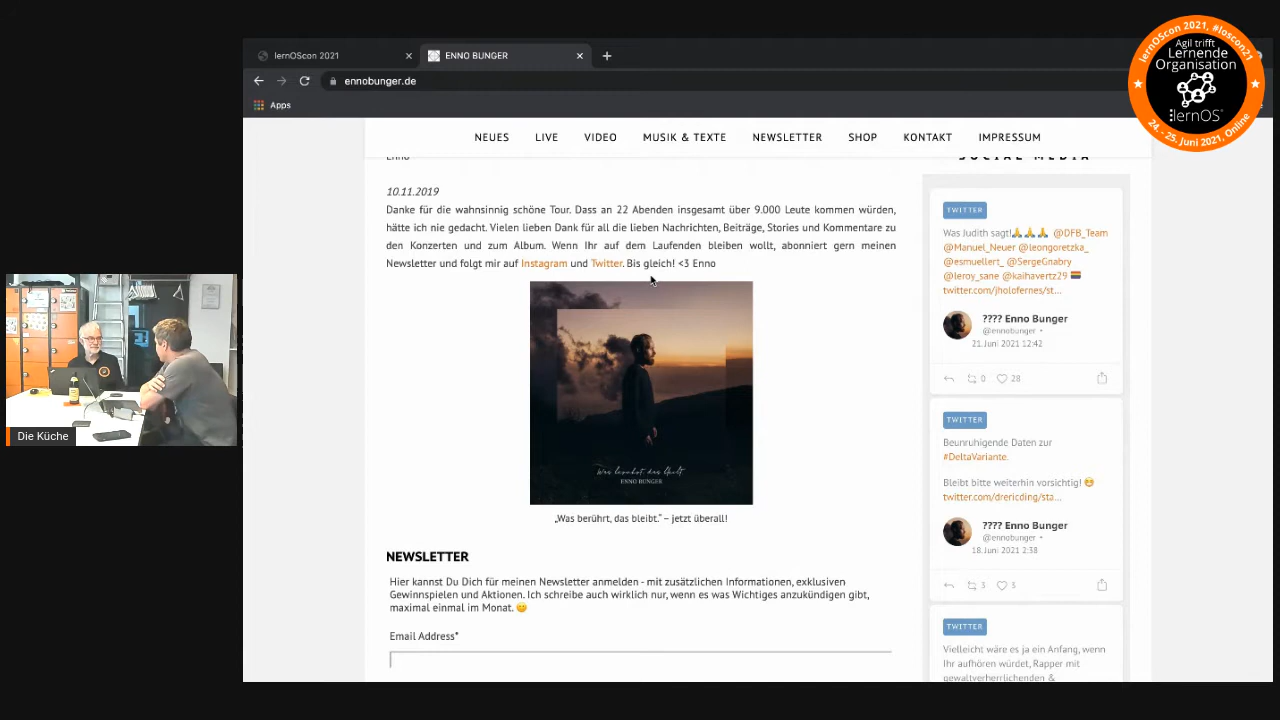 lernOScon 2021
ENNO BUNGER
ennobunger.de
Apps
lernOScon 2021, #loscon21
Agil trifft
Lernende
Organisation
lernOS
24. - 25. Juni 2021, Online
NEUES LIVE VIDEO MUSIK & TEXTE NEWSLETTER SHOP KONTAKT IMPRESSUM
Enno
10.11.2019
Danke für die wahnsinnig schöne Tour. Dass an 22 Abenden insgesamt über 9.000 Leute kommen würden,
hätte ich nie gedacht. Vielen lieben Dank für all die lieben Nachrichten, Beiträge, Stories und Kommentare zu
den Konzerten und zum Album. Wenn Ihr auf dem Laufenden bleiben wollt, abonniert gern meinen
Newsletter und folgt mir auf Instagram und Twitter. Bis gleich! <3 Enno
Was berührt, das bleibt.
ENNO BUNGER
„Was berührt, das bleibt.“ – jetzt überall!
NEWSLETTER
Hier kannst Du Dich für meinen Newsletter anmelden - mit zusätzlichen Informationen, exklusiven
Gewinnspielen und Aktionen. Ich schreibe auch wirklich nur, wenn es was Wichtiges anzukündigen gibt,
maximal einmal im Monat. 😊
Email Address*
SOCIAL MEDIA
TWITTER
Was Judith sagt!🙏🙏🙏 @DFB_Team
@Manuel_Neuer @leongoretzka_
@esmuellert_ @SergeGnabry
@leroy_sane @kaihavertz29
twitter.com/jholofernes/st...
???? Enno Bunger
@ennobunger •
21. Juni 2021 12:42
0 28
TWITTER
Beunruhigende Daten zur
#DeltaVariante.
Bleibt bitte weiterhin vorsichtig!
twitter.com/drericding/sta...
???? Enno Bunger
@ennobunger •
18. Juni 2021 2:38
3 3
TWITTER
Vielleicht wäre es ja ein Anfang, wenn
Ihr aufhören würdet, Rapper mit
gewaltverherrlichenden &
Die Küche